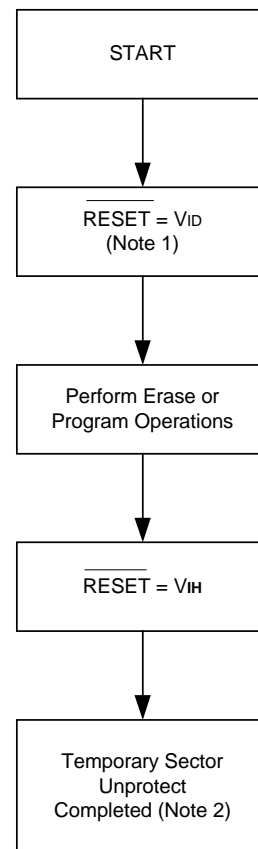 START
RESET = VID
(Note 1)
Perform Erase or
Program Operations
RESET = VIH
Temporary Sector
Unprotect
Completed (Note 2)